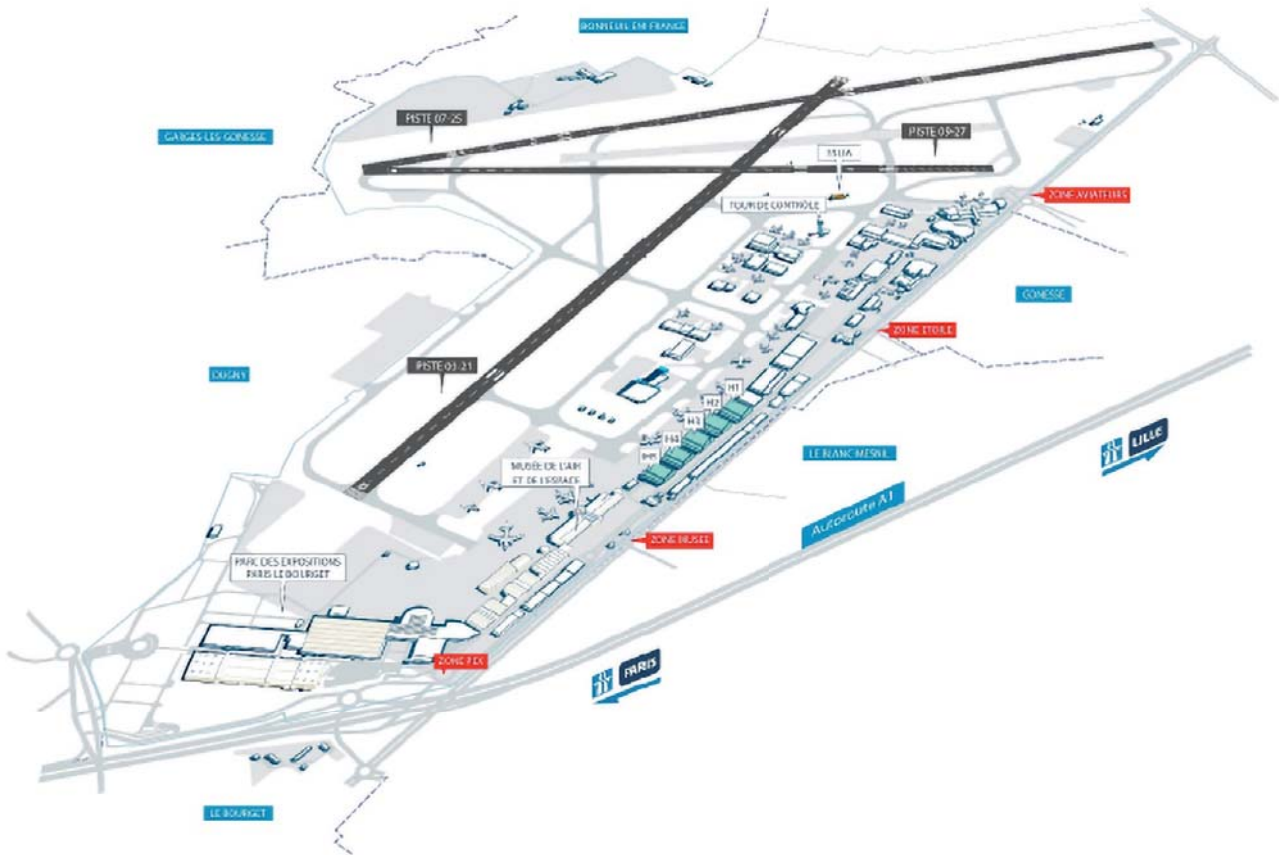 BONNEUIL EN FRANCE
GARGES-LES-GONESSE
PISTE 07-25
PISTE 09-27
SSLIA
ZONE AVIATEURS
TOUR DE CONTRÔLE
GONESSE
ZONE ETOILE
DUGNY
PISTE 03-21
H1
H2
H3
H4
H5
LE BLANC MESNIL
LILLE
MUSÉE DE L'AIR
ET DE L'ESPACE
Autoroute A1
ZONE MUSEE
PARC DES EXPOSITIONS
PARIS LE BOURGET
ZONE PEX
PARIS
LE BOURGET